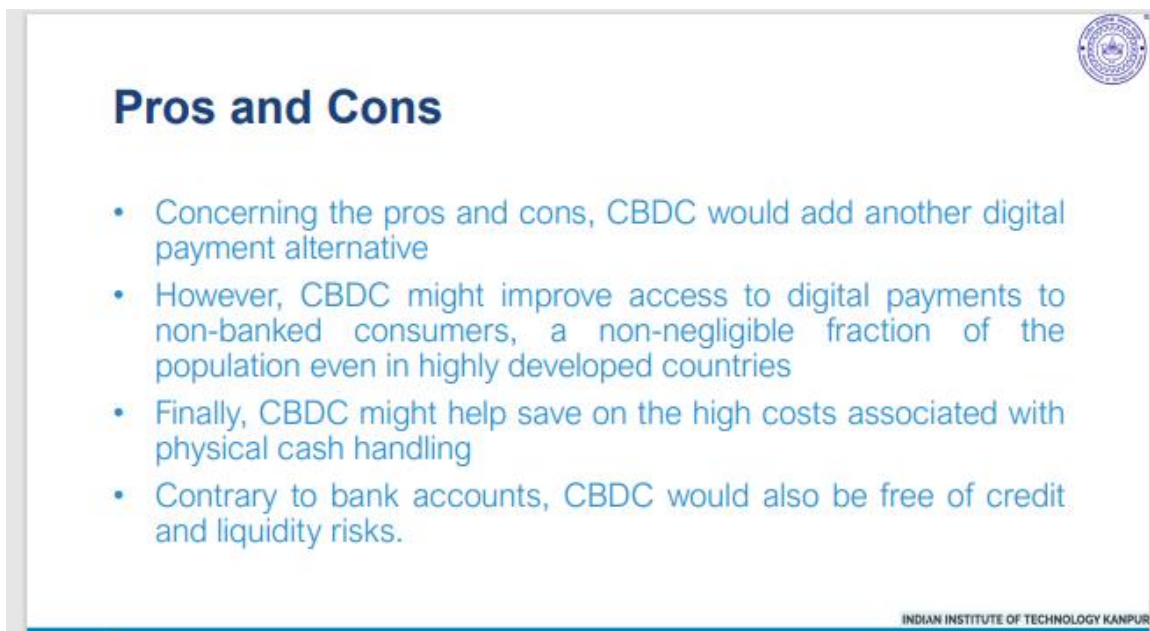 Pros and Cons
• Concerning the pros and cons, CBDC would add another digital
payment alternative
• However, CBDC might improve access to digital payments to
non-banked consumers, a non-negligible fraction of the
population even in highly developed countries
• Finally, CBDC might help save on the high costs associated with
physical cash handling
• Contrary to bank accounts, CBDC would also be free of credit
and liquidity risks.
INDIAN INSTITUTE OF TECHNOLOGY KANPUR